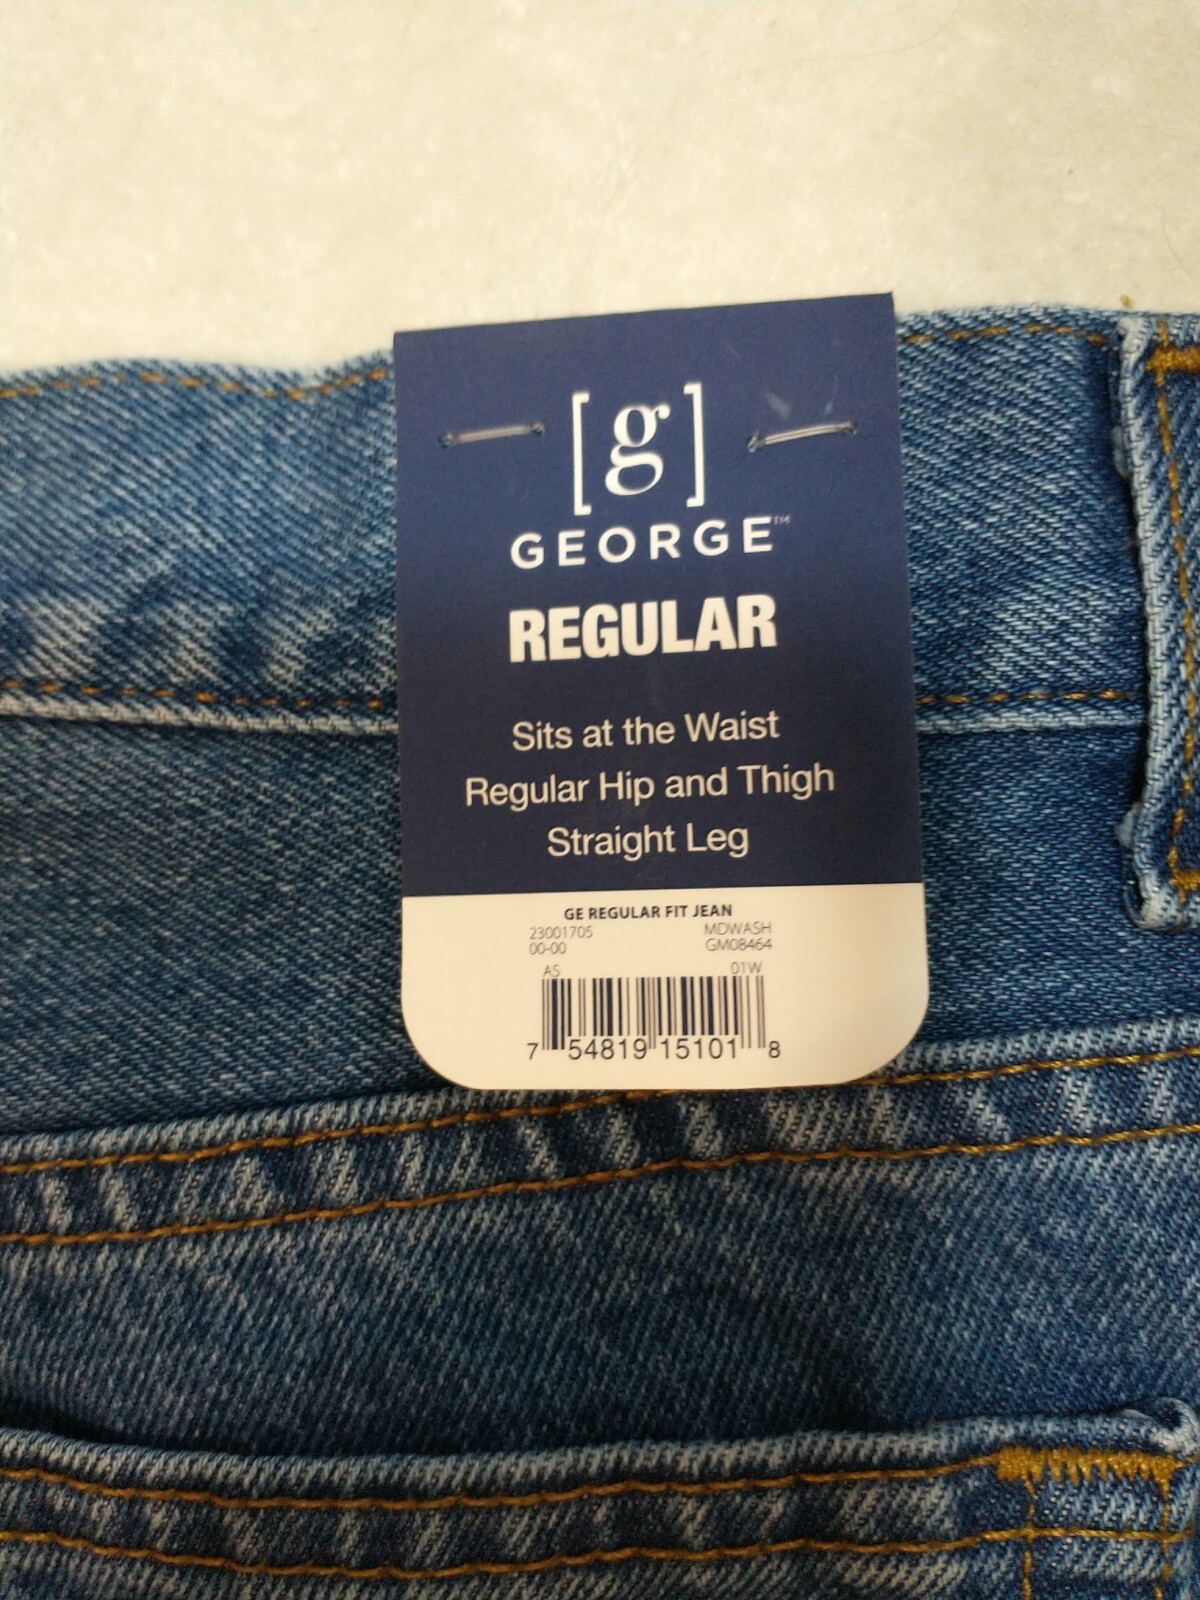 [g]
GEORGE™
REGULAR
Sits at the Waist
Regular Hip and Thigh
Straight Leg
GE REGULAR FIT JEAN
23001705 MDWASH
00-00 GM08464
AS 01W
7 54819 15101 8